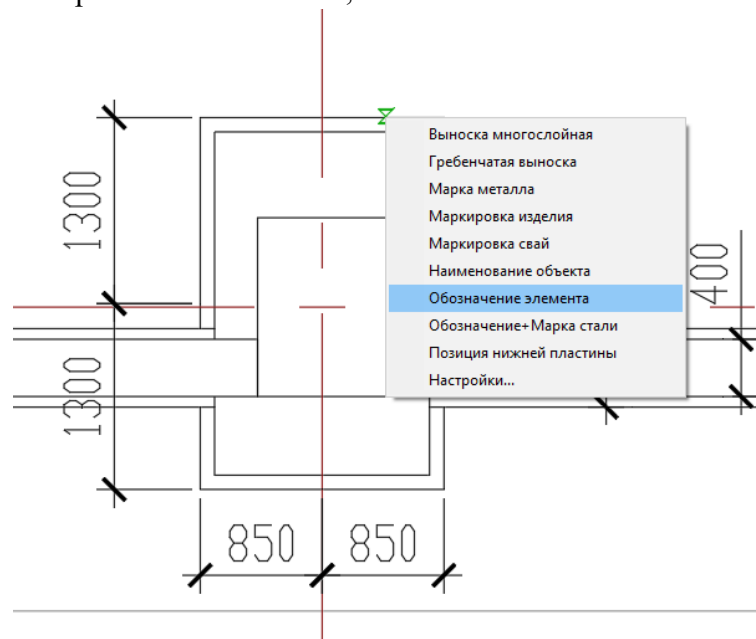 1300
1300
850
850
400
Выноска многослойная
Гребенчатая выноска
Марка металла
Маркировка изделия
Маркировка свай
Наименование объекта
Обозначение элемента
Обозначение+Марка стали
Позиция нижней пластины
Настройки...